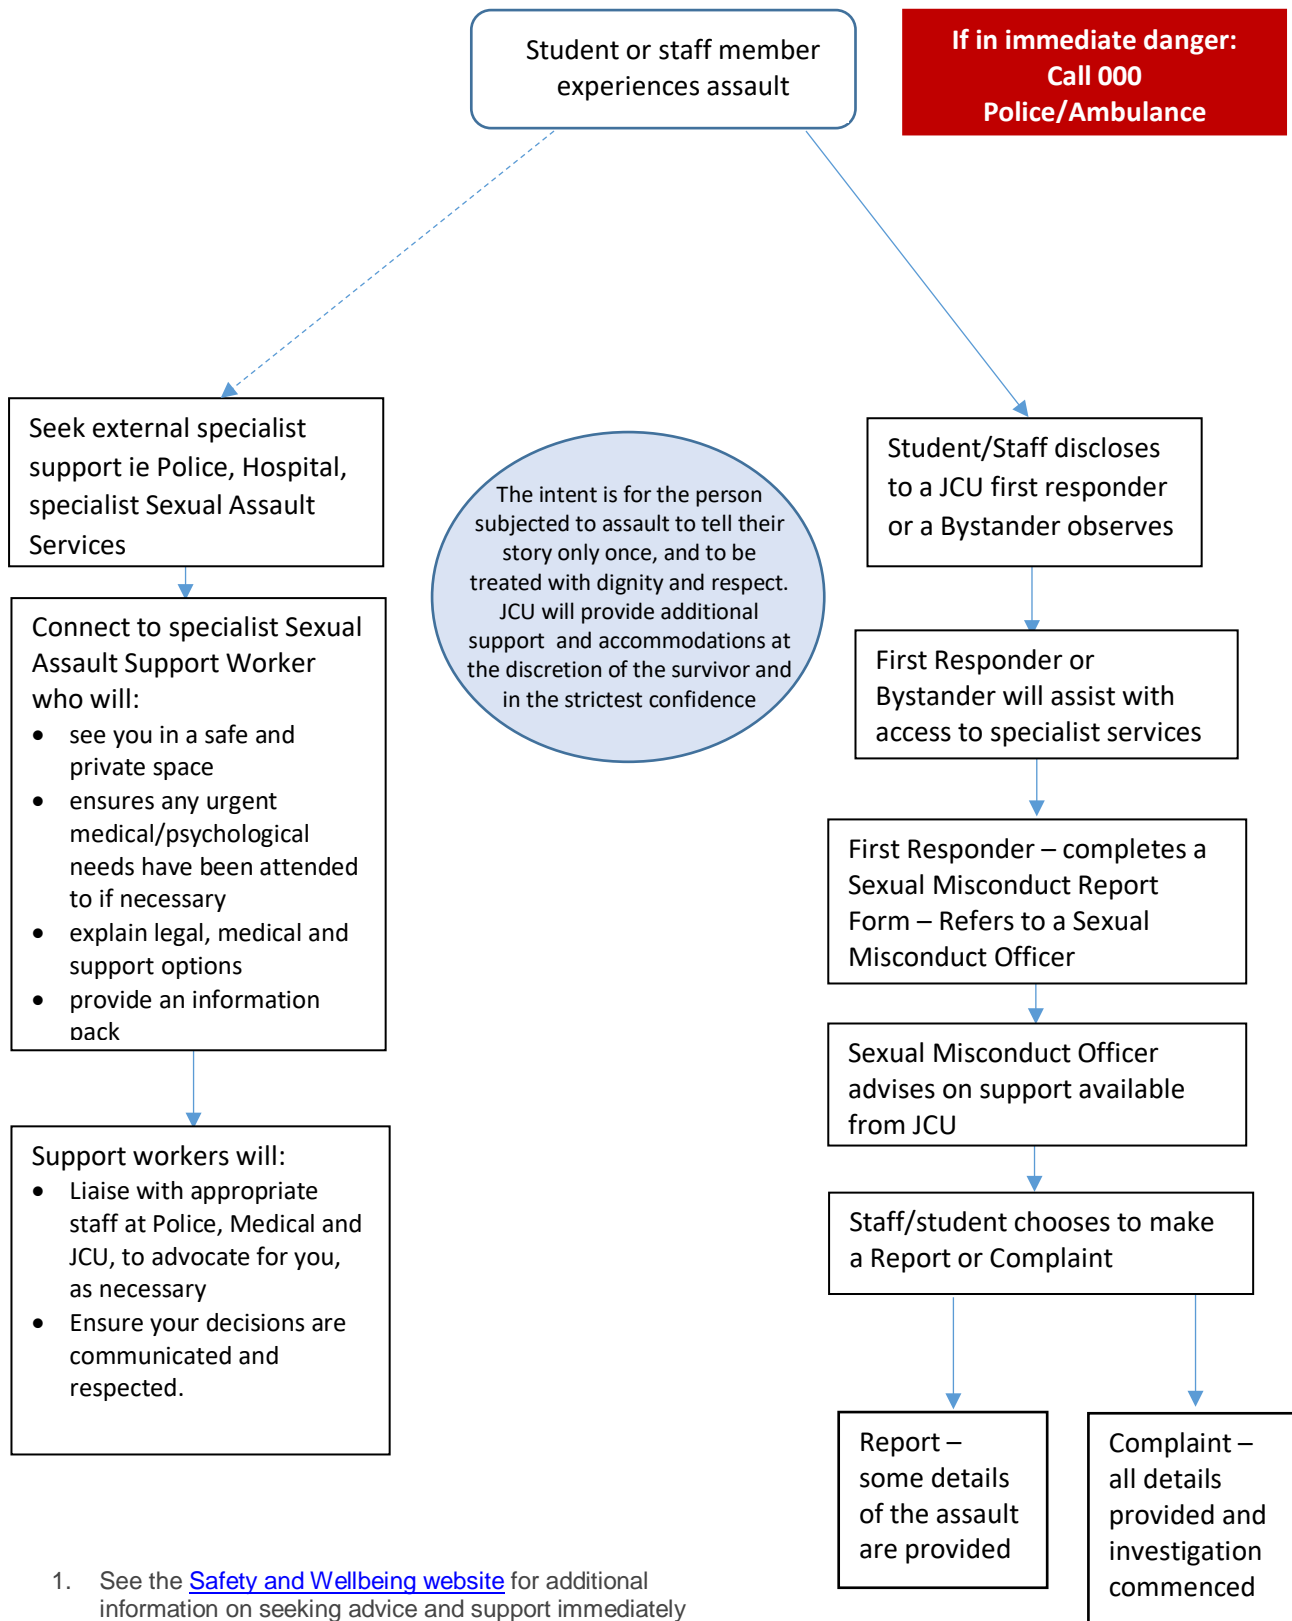 Student or staff member
experiences assault
If in immediate danger:
Call 000
Police/Ambulance
Seek external specialist
support ie Police, Hospital,
specialist Sexual Assault
Services
Connect to specialist Sexual
Assault Support Worker
who will:
• see you in a safe and
private space
• ensures any urgent
medical/psychological
needs have been attended
to if necessary
• explain legal, medical and
support options
• provide an information
pack
Support workers will:
• Liaise with appropriate
staff at Police, Medical and
JCU, to advocate for you,
as necessary
• Ensure your decisions are
communicated and
respected.
The intent is for the person
subjected to assault to tell their
story only once, and to be
treated with dignity and respect.
JCU will provide additional
support and accommodations at
the discretion of the survivor and
in the strictest confidence
Student/Staff discloses
to a JCU first responder
or a Bystander observes
First Responder or
Bystander will assist with
access to specialist services
First Responder – completes a
Sexual Misconduct Report
Form – Refers to a Sexual
Misconduct Officer
Sexual Misconduct Officer
advises on support available
from JCU
Staff/student chooses to make
a Report or Complaint
Report –
some details
of the assault
are provided
Complaint –
all details
provided and
investigation
commenced
1. See the Safety and Wellbeing website for additional
information on seeking advice and support immediately